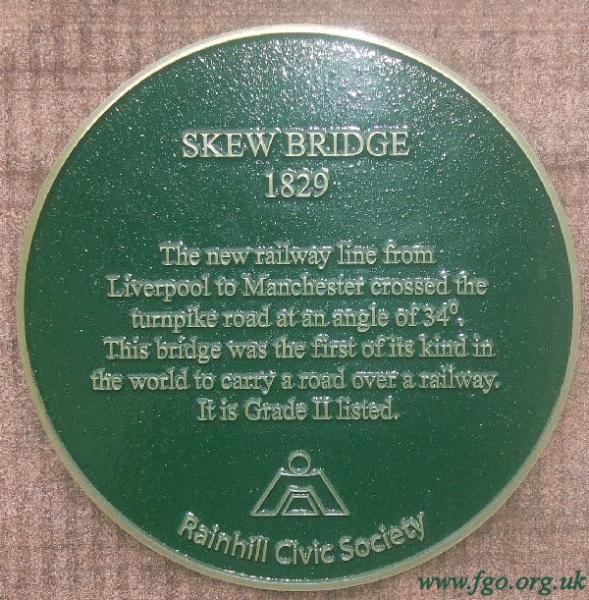 SKEW BRIDGE
1829
The new railway line from
Liverpool to Manchester crossed the
turnpike road at an angle of 34⁰.
This bridge was the first of its kind in
the world to carry a road over a railway.
It is Grade II listed.
Rainhill Civic Society
www.fgo.org.uk